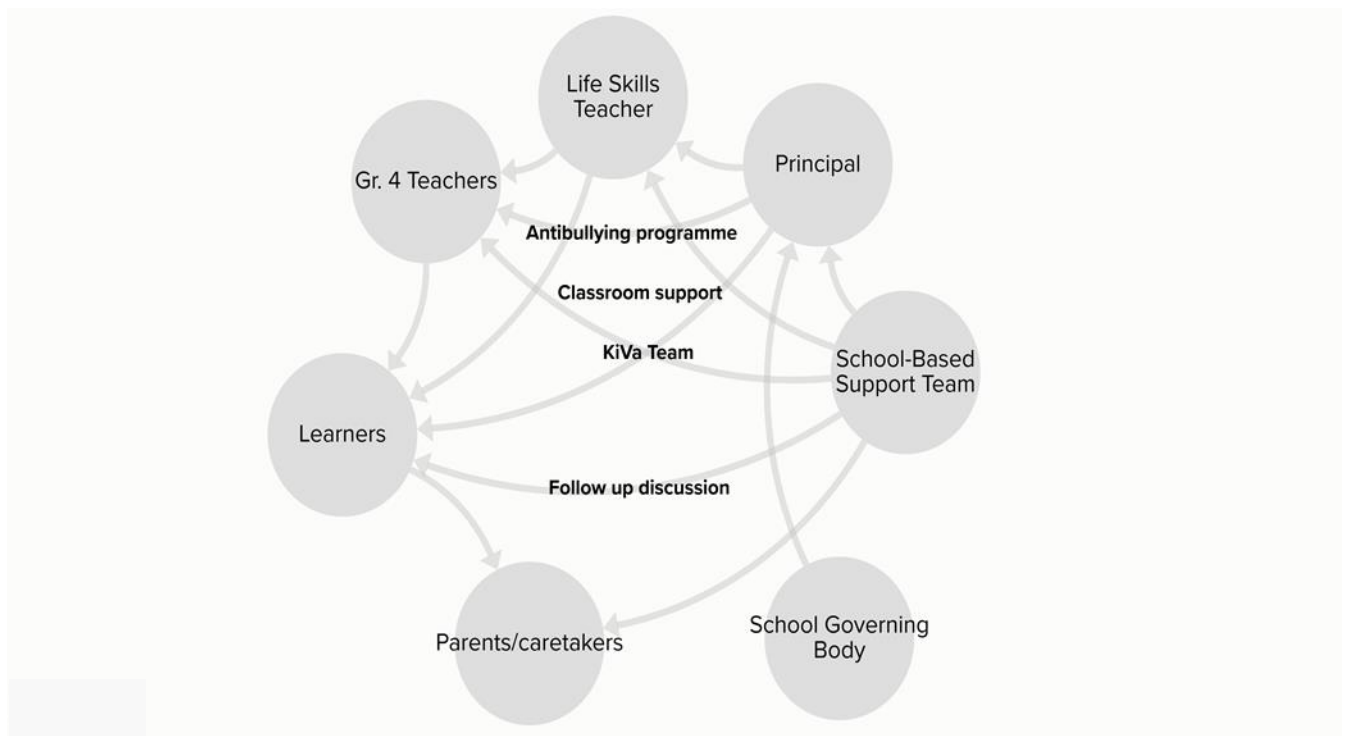 Life Skills
Teacher
Principal
Gr. 4 Teachers
Antibullying programme
Classroom support
KiVa Team
School-Based
Support Team
Learners
Follow up discussion
Parents/caretakers
School Governing
Body